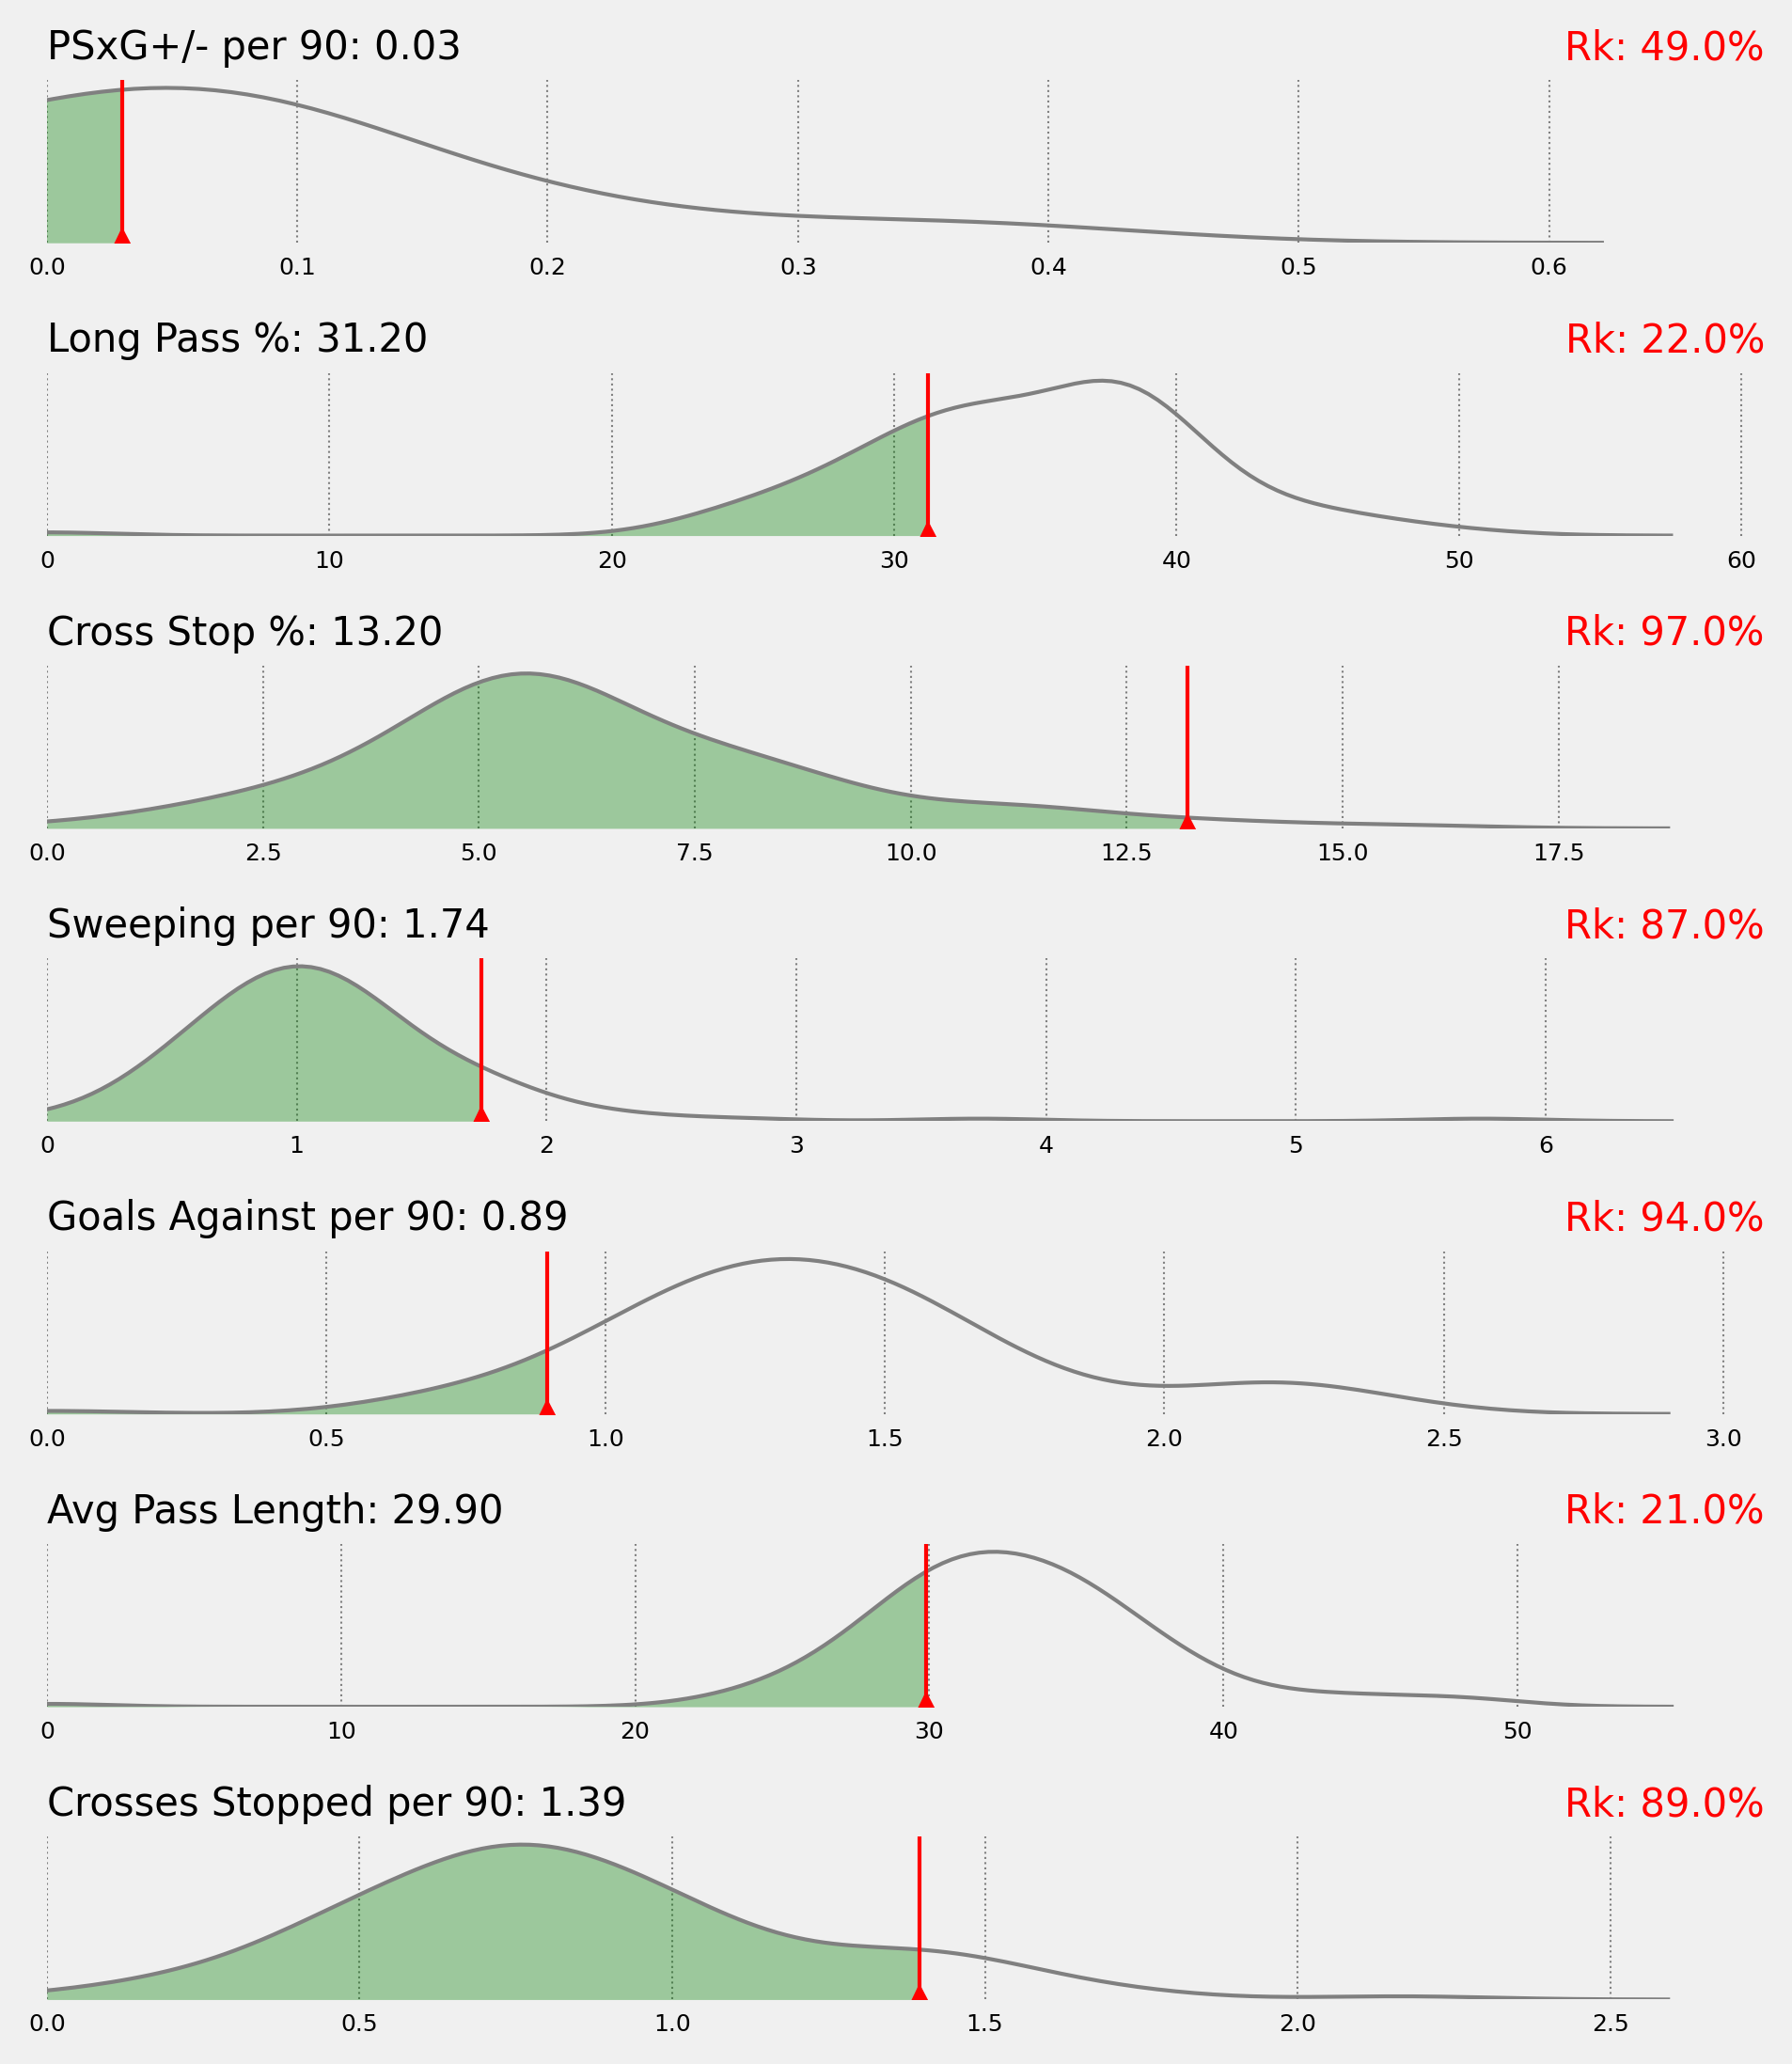 PSxG+/- per 90: 0.03 Rk: 49.0%
0.0 0.1 0.2 0.3 0.4 0.5 0.6
Long Pass %: 31.20 Rk: 22.0%
0 10 20 30 40 50 60
Cross Stop %: 13.20 Rk: 97.0%
0.0 2.5 5.0 7.5 10.0 12.5 15.0 17.5
Sweeping per 90: 1.74 Rk: 87.0%
0 1 2 3 4 5 6
Goals Against per 90: 0.89 Rk: 94.0%
0.0 0.5 1.0 1.5 2.0 2.5 3.0
Avg Pass Length: 29.90 Rk: 21.0%
0 10 20 30 40 50
Crosses Stopped per 90: 1.39 Rk: 89.0%
0.0 0.5 1.0 1.5 2.0 2.5